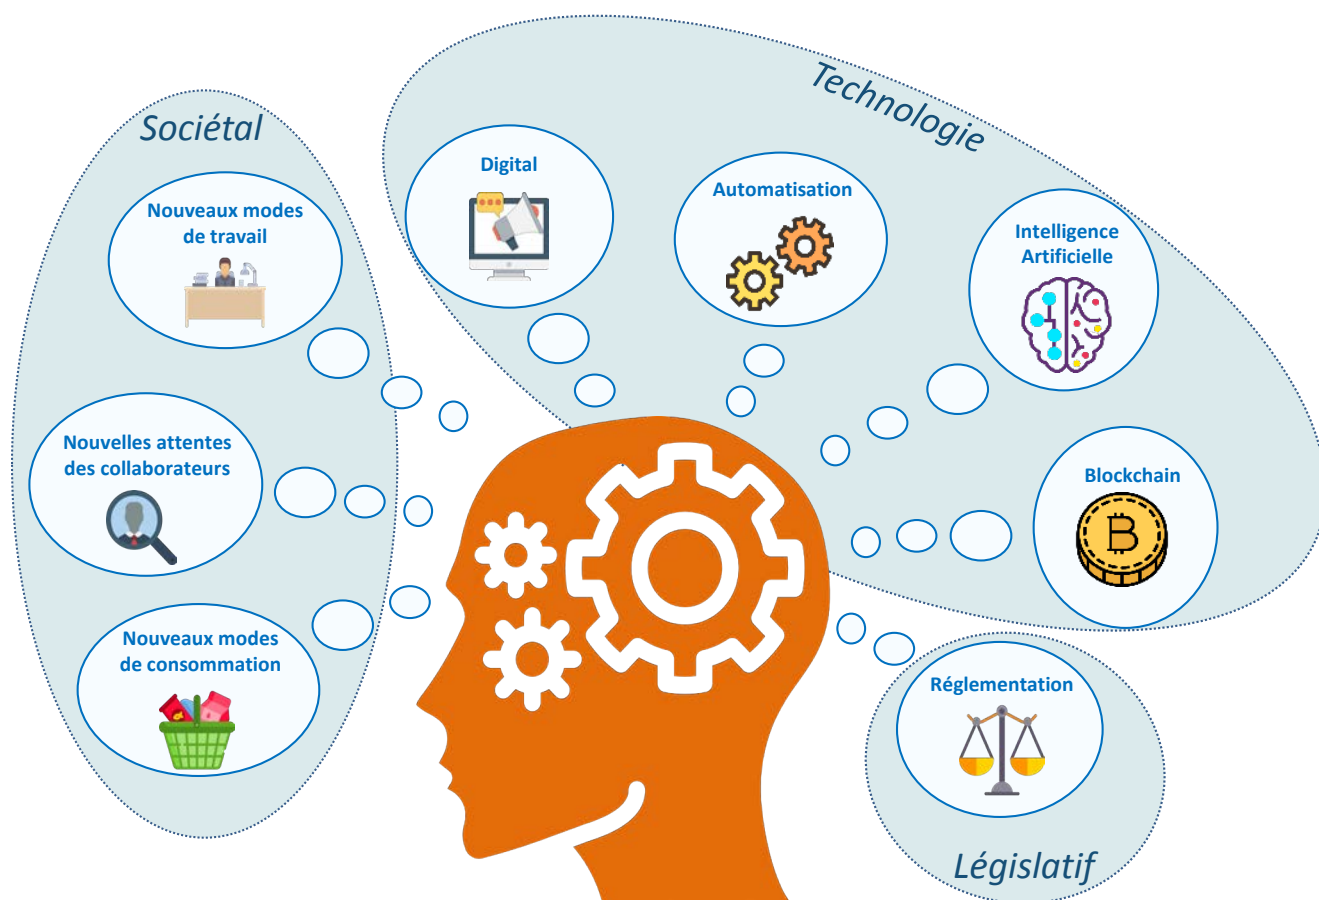 Sociétal
Nouveaux modes
de travail
Nouvelles attentes
des collaborateurs
Nouveaux modes
de consommation
Technologie
Digital
Automatisation
Intelligence
Artificielle
Blockchain
Réglementation
Législatif